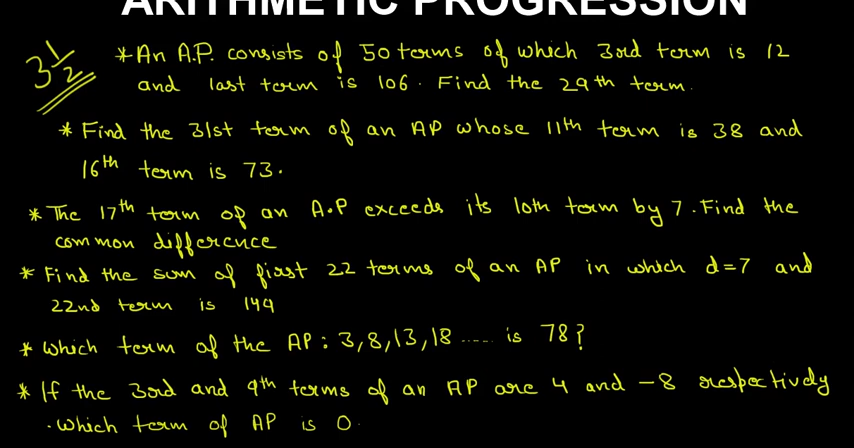 ARITHMETIC PROGRESSION
3 1/2
* An A.P. consists of 50 terms of which 3rd term is 12
and last term is 106. Find the 29th term.
* Find the 31st term of an AP whose 11th term is 38 and
16th term is 73.
* The 17th term of an A.P exceeds its 10th term by 7. Find the
common difference
* Find the sum of first 22 terms of an AP in which d=7 and
22nd term is 149
* Which term of the AP: 3, 8, 13, 18 ..... is 78?
* If the 3rd and 9th terms of an AP are 4 and -8 respectively
.which term of AP is 0.